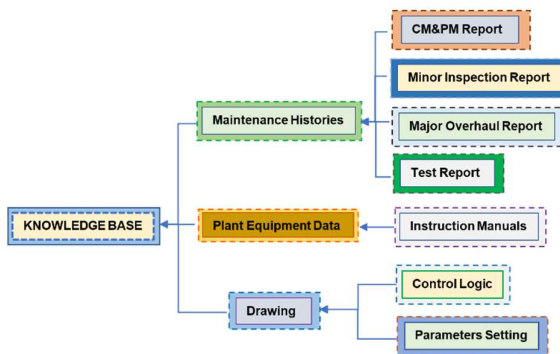 CM&PM Report
Minor Inspection Report
Maintenance Histories
Major Overhaul Report
Test Report
KNOWLEDGE BASE
Plant Equipment Data
Instruction Manuals
Control Logic
Drawing
Parameters Setting